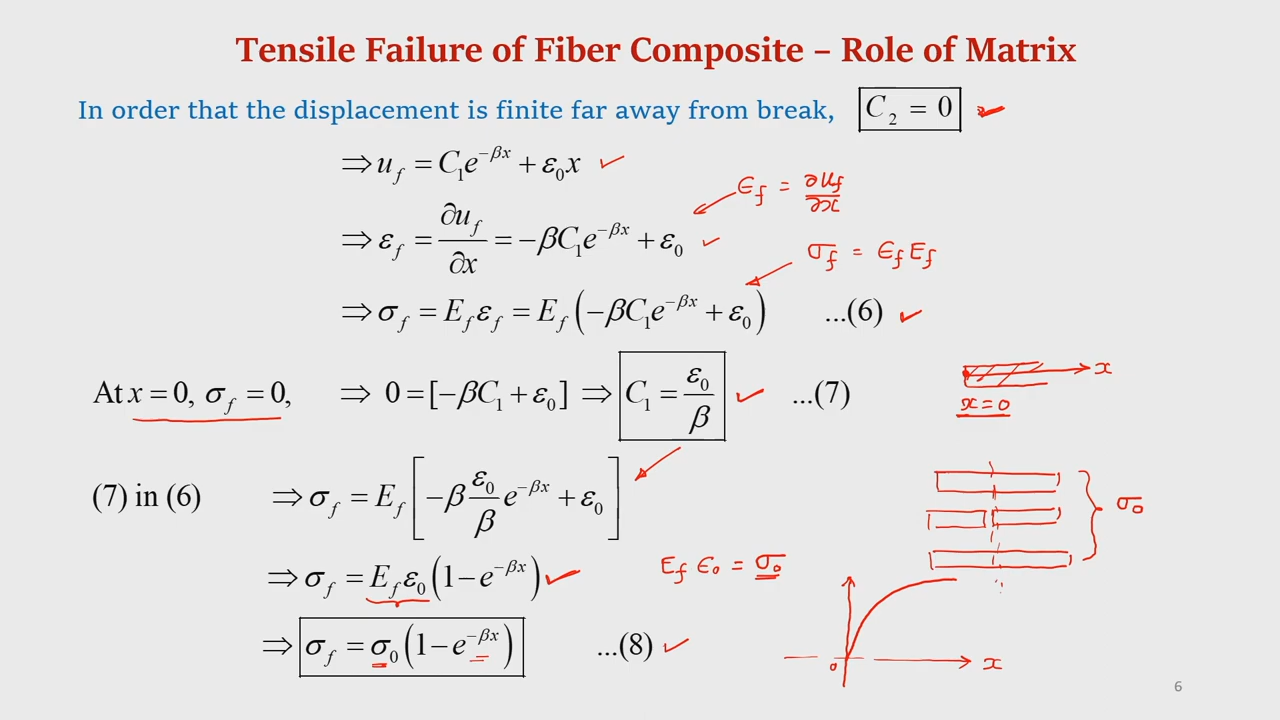 Tensile Failure of Fiber Composite – Role of Matrix
In order that the displacement is finite far away from break, C₂ = 0
⇒ u_f = C₁e^{−βx} + ε₀x
ϵ_f = ∂u_f/∂x
⇒ ε_f = ∂u_f/∂x = −βC₁e^{−βx} + ε₀
σ_f = ϵ_f E_f
⇒ σ_f = E_f ε_f = E_f (−βC₁e^{−βx} + ε₀) ...(6)
x
At x = 0, σ_f = 0, ⇒ 0 = [−βC₁ + ε₀] ⇒ C₁ = ε₀/β ...(7)
x = 0
(7) in (6) ⇒ σ_f = E_f [−β ε₀/β e^{−βx} + ε₀]
σ₀
⇒ σ_f = E_f ε₀ (1 − e^{−βx})
E_f ϵ₀ = σ₀
⇒ σ_f = σ₀ (1 − e^{−βx}) ...(8)
0
x
6